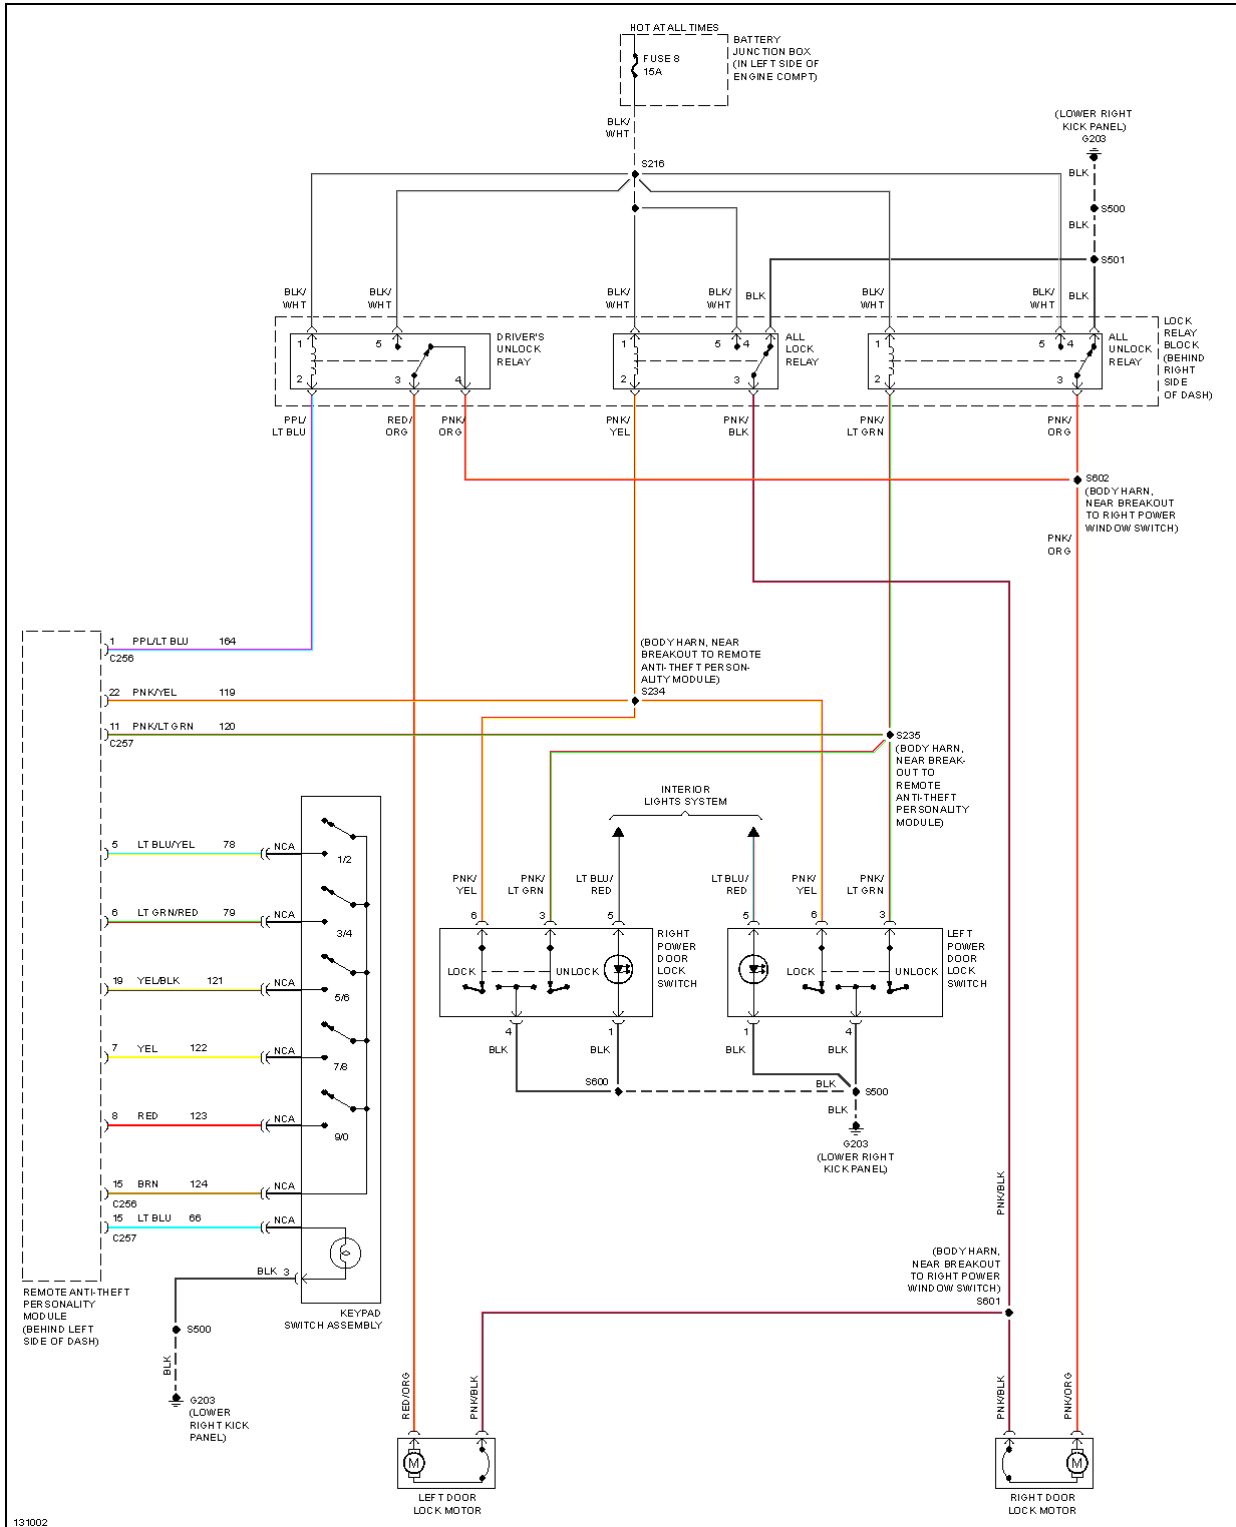 HOT AT ALL TIMES
FUSE 8
15A
BATTERY
JUNCTION BOX
(IN LEFT SIDE OF
ENGINE COMPT)
BLK/
WHT
S216
(LOWER RIGHT
KICK PANEL)
G203
BLK
S500
BLK
S501
BLK/
WHT
BLK/
WHT
BLK/
WHT
BLK/
WHT
BLK
BLK/
WHT
BLK/
WHT
BLK
1
5
2
3
4
DRIVER'S
UNLOCK
RELAY
1
5
4
2
3
ALL
LOCK
RELAY
1
5
4
2
3
ALL
UNLOCK
RELAY
LOCK
RELAY
BLOCK
(BEHIND
RIGHT
SIDE
OF DASH)
PPL/
LT BLU
RED/
ORG
PNK/
ORG
PNK/
YEL
PNK/
BLK
PNK/
LT GRN
PNK/
ORG
S602
(BODY HARN,
NEAR BREAKOUT
TO RIGHT POWER
WINDOW SWITCH)
PNK/
ORG
1 PPL/LT BLU 164
C256
22 PNK/YEL 119
11 PNK/LT GRN 120
C257
(BODY HARN, NEAR
BREAKOUT TO REMOTE
ANTI-THEFT PERSON-
ALITY MODULE)
S234
S235
(BODY HARN,
NEAR BREAK-
OUT TO
REMOTE
ANTI-THEFT
PERSONALITY
MODULE)
INTERIOR
LIGHTS SYSTEM
5 LT BLU/YEL 78 NCA
1/2
6 LT GRN/RED 79 NCA
3/4
19 YEL/BLK 121 NCA
5/6
7 YEL 122 NCA
7/8
8 RED 123 NCA
9/0
15 BRN 124 NCA
C256
15 LT BLU 66 NCA
C257
BLK 3
KEYPAD
SWITCH ASSEMBLY
REMOTE ANTI-THEFT
PERSONALITY
MODULE
(BEHIND LEFT
SIDE OF DASH)
S500
BLK
G203
(LOWER
RIGHT KICK
PANEL)
PNK/
YEL
PNK/
LT GRN
LT BLU/
RED
LT BLU/
RED
PNK/
YEL
PNK/
LT GRN
6
3
5
5
6
3
LOCK
UNLOCK
RIGHT
POWER
DOOR
LOCK
SWITCH
LOCK
UNLOCK
LEFT
POWER
DOOR
LOCK
SWITCH
4
1
1
4
BLK
BLK
BLK
BLK
S600
BLK
S500
BLK
G203
(LOWER RIGHT
KICK PANEL)
PNK/BLK
(BODY HARN,
NEAR BREAKOUT
TO RIGHT POWER
WINDOW SWITCH)
S601
RED/ORG
PNK/BLK
PNK/BLK
PNK/ORG
M
LEFT DOOR
LOCK MOTOR
M
RIGHT DOOR
LOCK MOTOR
131002